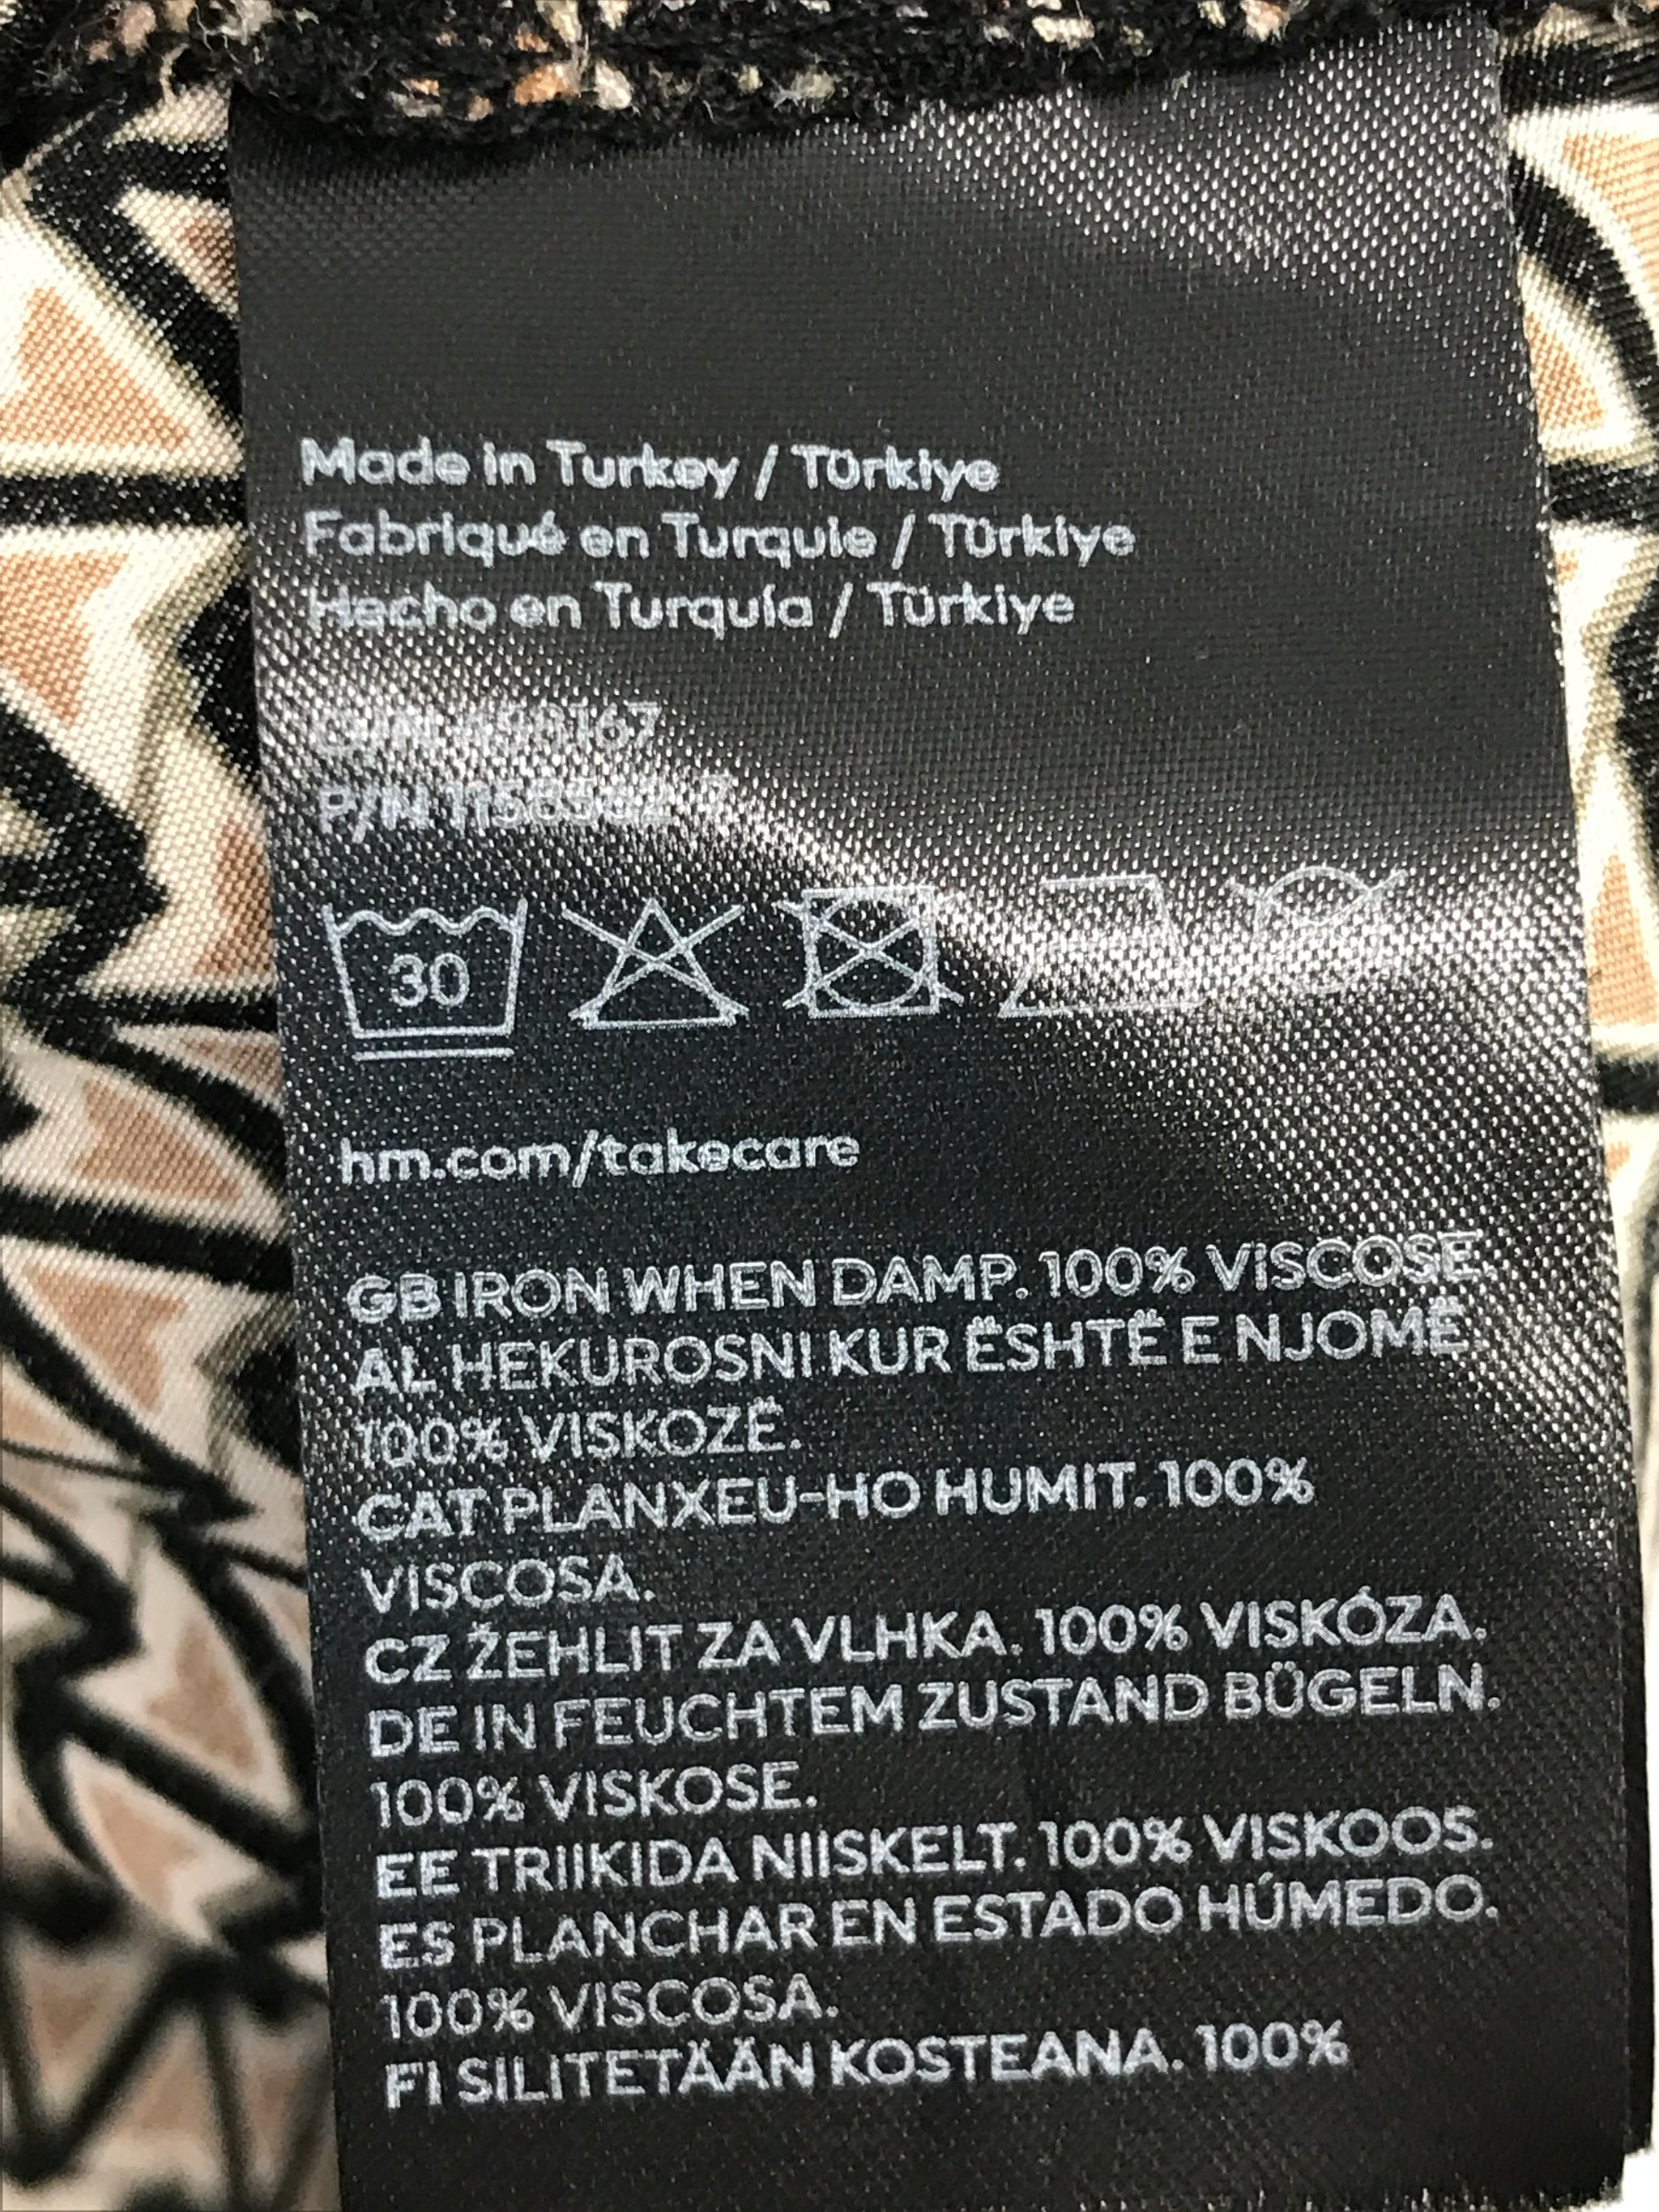 Made in Turkey / Türkiye
Fabriqué en Turquie / Türkiye
Hecho en Turquía / Türkiye
P/N
30
hm.com/takecare
GB IRON WHEN DAMP. 100% VISCOSE
AL HEKUROSNI KUR ËSHTË E NJOMË.
100% VISKOZË.
CAT PLANXEU-HO HUMIT. 100%
VISCOSA.
CZ ŽEHLIT ZA VLHKA. 100% VISKÓZA.
DE IN FEUCHTEM ZUSTAND BÜGELN.
100% VISKOSE.
EE TRIIKIDA NIISKELT. 100% VISKOOS.
ES PLANCHAR EN ESTADO HÚMEDO.
100% VISCOSA.
FI SILITETÄÄN KOSTEANA. 100%